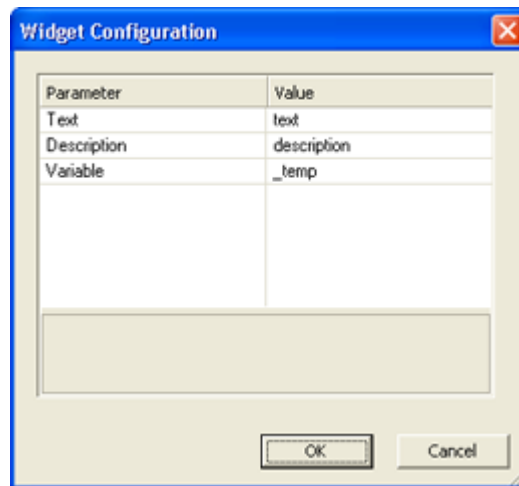 Widget Configuration
Parameter Value
Text text
Description description
Variable _temp
OK Cancel